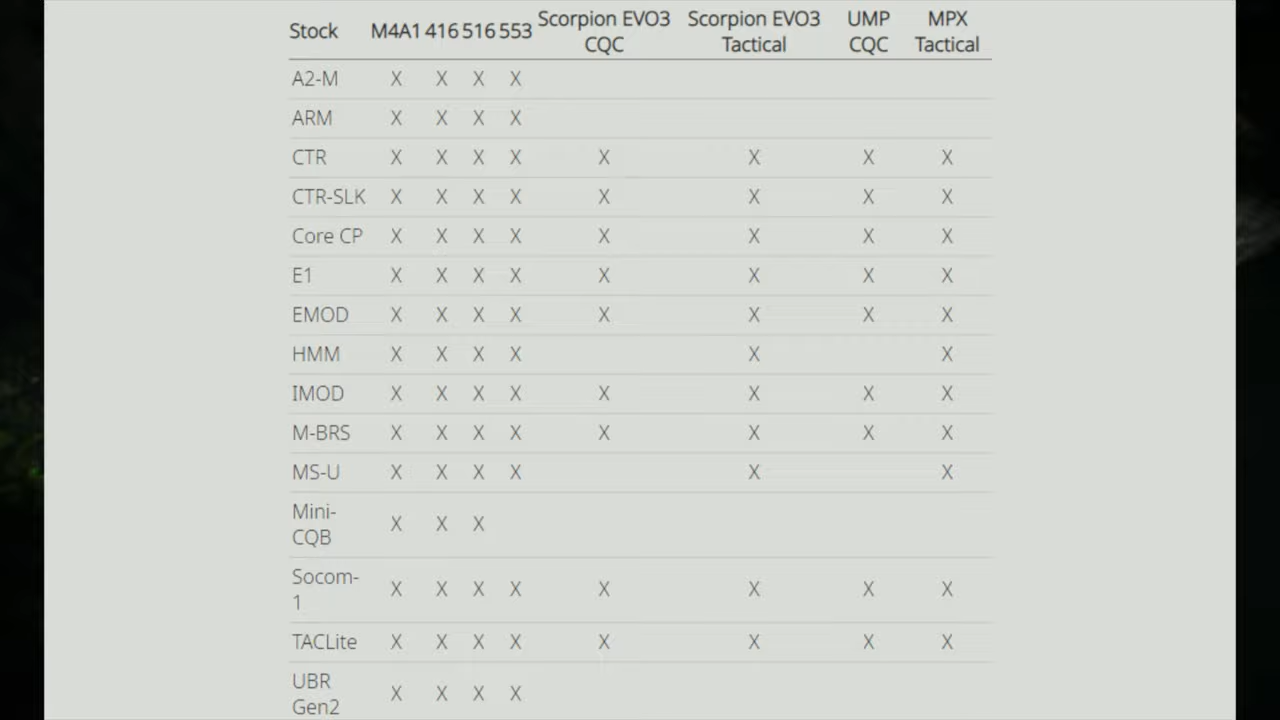 Stock M4A1 416 516 553 Scorpion EVO3 CQC Scorpion EVO3 Tactical UMP CQC MPX Tactical
A2-M X X X X
ARM X X X X
CTR X X X X X X X X
CTR-SLK X X X X X X X X
Core CP X X X X X X X X
E1 X X X X X X X X
EMOD X X X X X X X X
HMM X X X X X X
IMOD X X X X X X X X
M-BRS X X X X X X X X
MS-U X X X X X X
Mini-CQB X X X
Socom-1 X X X X X X X X
TACLite X X X X X X X X
UBR Gen2 X X X X